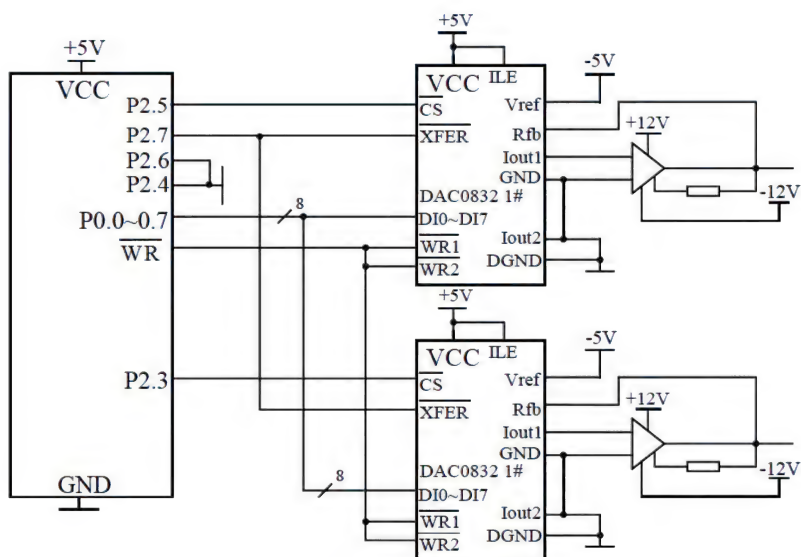 +5V
VCC
P2.5
P2.7
P2.6
P2.4
P0.0~0.7
WR
P2.3
GND
8
8
+5V
VCC
ILE
CS
XFER
DAC0832 1#
DI0~DI7
WR1
WR2
Vref
Rfb
Iout1
GND
Iout2
DGND
-5V
+12V
-12V
+5V
VCC
ILE
CS
XFER
DAC0832 1#
DI0~DI7
WR1
WR2
Vref
Rfb
Iout1
GND
Iout2
DGND
-5V
+12V
-12V